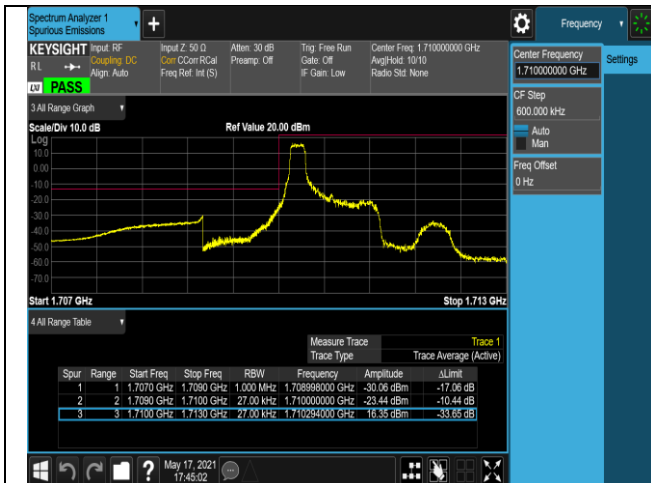 Spectrum Analyzer 1
Spurious Emissions
Frequency
KEYSIGHT
RL
LXI PASS
Input: RF
Coupling: DC
Align: Auto
Input Z: 50 Ω
Corr CCorr RCal
Freq Ref: Int (S)
Atten: 30 dB
Preamp: Off
Trig: Free Run
Gate: Off
IF Gain: Low
Center Freq: 1.710000000 GHz
Avg|Hold: 10/10
Radio Std: None
Center Frequency
1.710000000 GHz
Settings
CF Step
600.000 kHz
Auto
Man
Freq Offset
0 Hz
3 All Range Graph
Scale/Div 10.0 dB
Ref Value 20.00 dBm
Log
10.0
0.00
-10.0
-20.0
-30.0
-40.0
-50.0
-60.0
-70.0
Start 1.707 GHz
Stop 1.713 GHz
4 All Range Table
Measure Trace Trace 1
Trace Type Trace Average (Active)
Spur Range Start Freq Stop Freq RBW Frequency Amplitude ΔLimit
1 1 1.7070 GHz 1.7090 GHz 1.000 MHz 1.708998000 GHz -30.06 dBm -17.06 dB
2 2 1.7090 GHz 1.7100 GHz 27.00 kHz 1.710000000 GHz -23.44 dBm -10.44 dB
3 3 1.7100 GHz 1.7130 GHz 27.00 kHz 1.710294000 GHz 16.35 dBm -33.65 dB
May 17, 2021
17:45:02